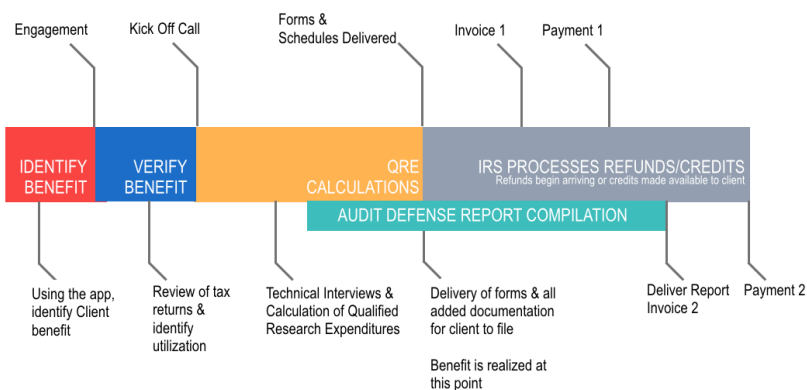 Engagement
Kick Off Call
Forms &
Schedules Delivered
Invoice 1
Payment 1
IDENTIFY
BENEFIT
VERIFY
BENEFIT
QRE
CALCULATIONS
IRS PROCESSES REFUNDS/CREDITS
Refunds begin arriving or credits made available to client
AUDIT DEFENSE REPORT COMPILATION
Using the app,
identify Client
benefit
Review of tax
returns &
identify
utilization
Technical Interviews &
Calculation of Qualified
Research Expenditures
Delivery of forms & all
added documentation
for client to file
Benefit is realized at
this point
Deliver Report
Invoice 2
Payment 2